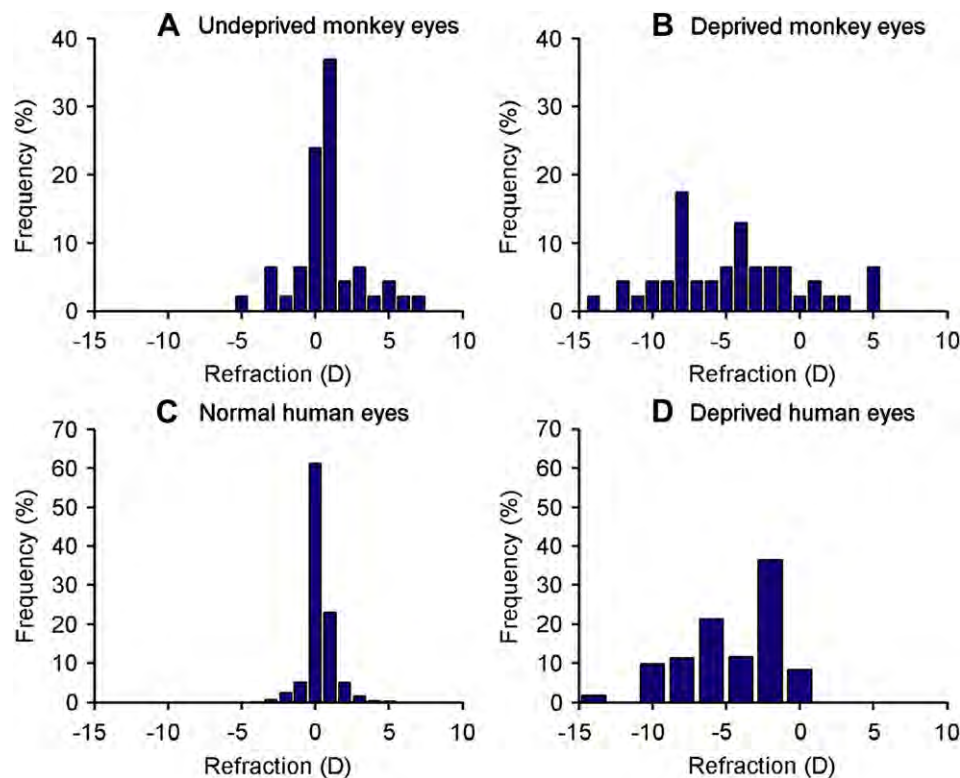 A Undeprived monkey eyes
40
30
20
10
0
Frequency (%)
-15 -10 -5 0 5 10
Refraction (D)
B Deprived monkey eyes
40
30
20
10
0
Frequency (%)
-15 -10 -5 0 5 10
Refraction (D)
C Normal human eyes
70
60
50
40
30
20
10
0
Frequency (%)
-15 -10 -5 0 5 10
Refraction (D)
D Deprived human eyes
70
60
50
40
30
20
10
0
Frequency (%)
-15 -10 -5 0 5 10
Refraction (D)